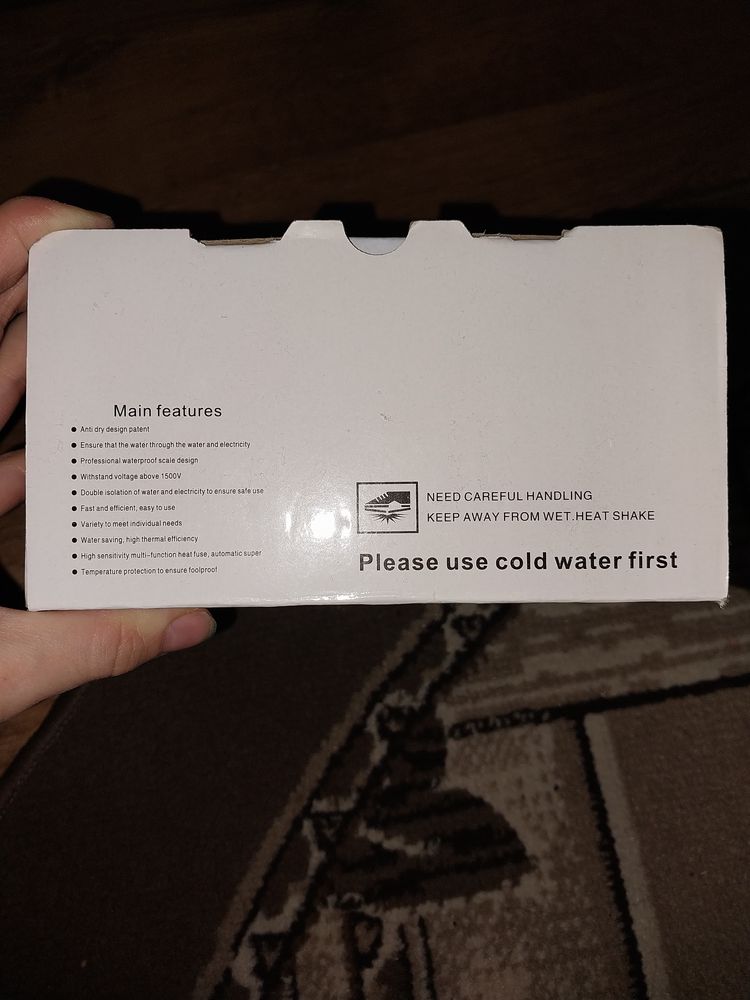 Main features
● Anti dry design patent
● Ensure that the water through the water and electricity
● Professional waterproof scale design
● Withstand voltage above 1500V
● Double isolation of water and electricity to ensure safe use
● Fast and efficient, easy to use
● Variety to meet individual needs
● Water saving, high thermal efficiency
● High sensitivity multi-function heat fuse, automatic super
● Temperature protection to ensure foolproof
NEED CAREFUL HANDLING
KEEP AWAY FROM WET.HEAT SHAKE
Please use cold water first